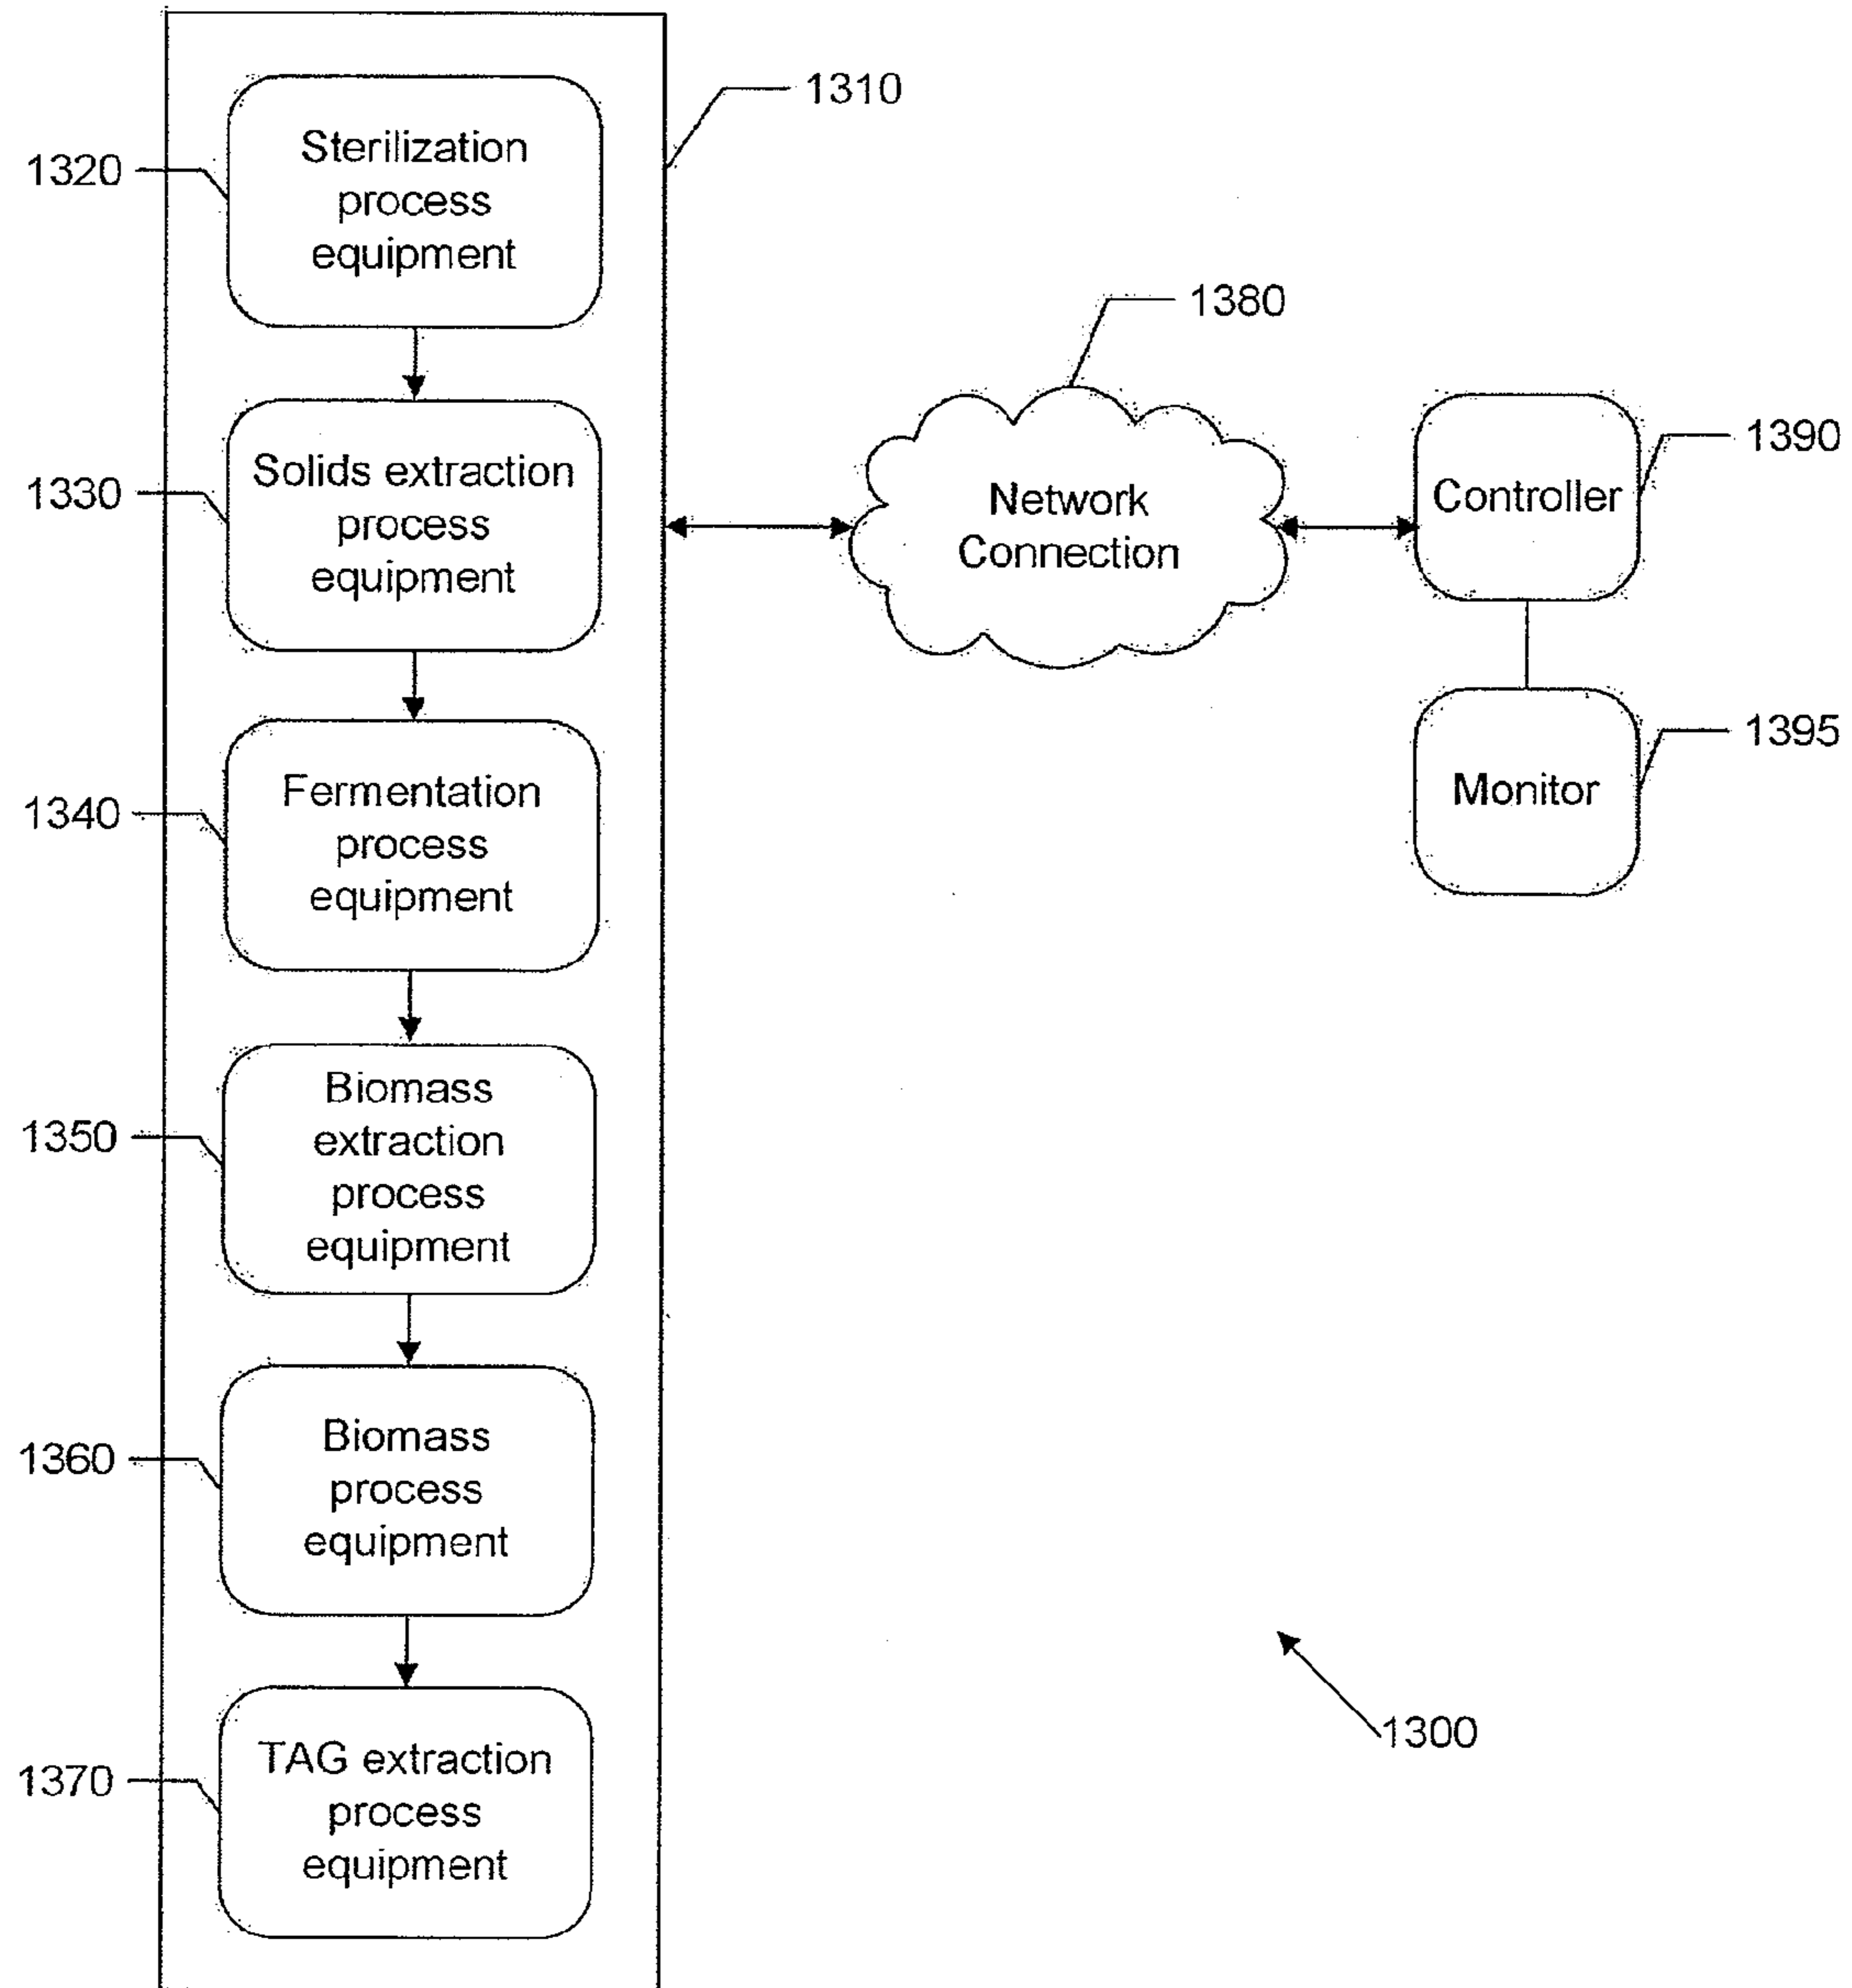 1310
1320
Sterilization
process
equipment
1380
1330
Solids extraction
process
equipment
Network
Connection
Controller
1390
1340
Fermentation
process
equipment
Monitor
1395
1350
Biomass
extraction
process
equipment
1360
Biomass
process
equipment
1370
TAG extraction
process
equipment
1300